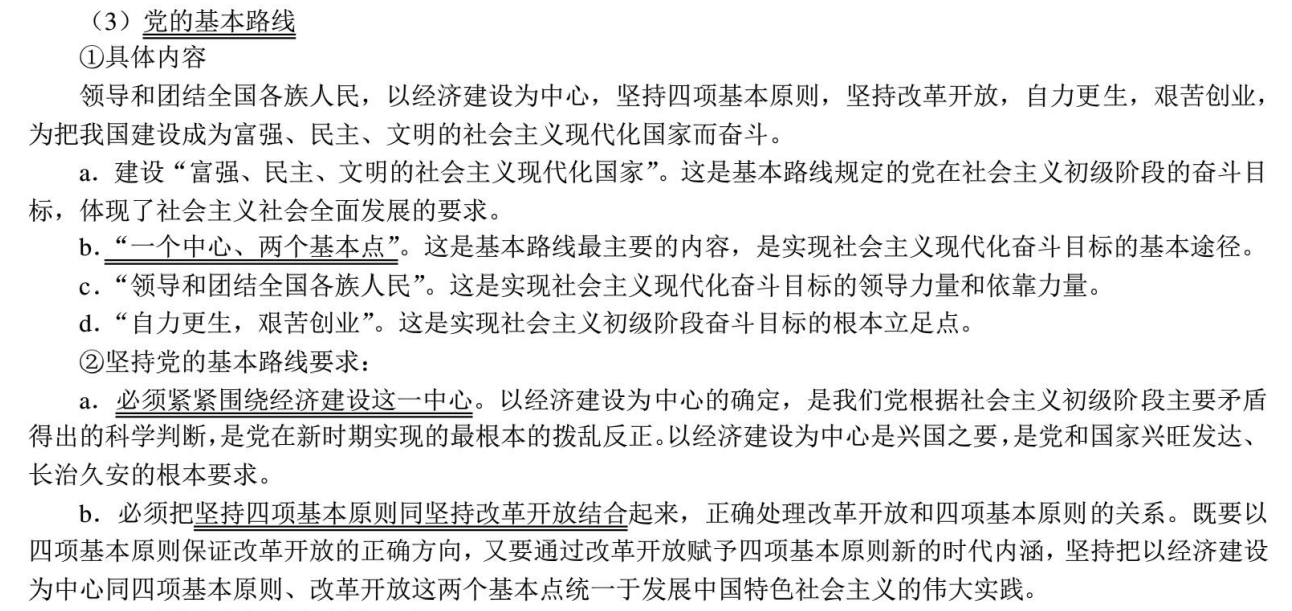 （3）党的基本路线
①具体内容
领导和团结全国各族人民，以经济建设为中心，坚持四项基本原则，坚持改革开放，自力更生，艰苦创业，
为把我国建设成为富强、民主、文明的社会主义现代化国家而奋斗。
a．建设“富强、民主、文明的社会主义现代化国家”。这是基本路线规定的党在社会主义初级阶段的奋斗目
标，体现了社会主义社会全面发展的要求。
b．“一个中心、两个基本点”。这是基本路线最主要的内容，是实现社会主义现代化奋斗目标的基本途径。
c．“领导和团结全国各族人民”。这是实现社会主义现代化奋斗目标的领导力量和依靠力量。
d．“自力更生，艰苦创业”。这是实现社会主义初级阶段奋斗目标的根本立足点。
②坚持党的基本路线要求：
a．必须紧紧围绕经济建设这一中心。以经济建设为中心的确定，是我们党根据社会主义初级阶段主要矛盾
得出的科学判断，是党在新时期实现的最根本的拨乱反正。以经济建设为中心是兴国之要，是党和国家兴旺发达、
长治久安的根本要求。
b．必须把坚持四项基本原则同坚持改革开放结合起来，正确处理改革开放和四项基本原则的关系。既要以
四项基本原则保证改革开放的正确方向，又要通过改革开放赋予四项基本原则新的时代内涵，坚持把以经济建设
为中心同四项基本原则、改革开放这两个基本点统一于发展中国特色社会主义的伟大实践。